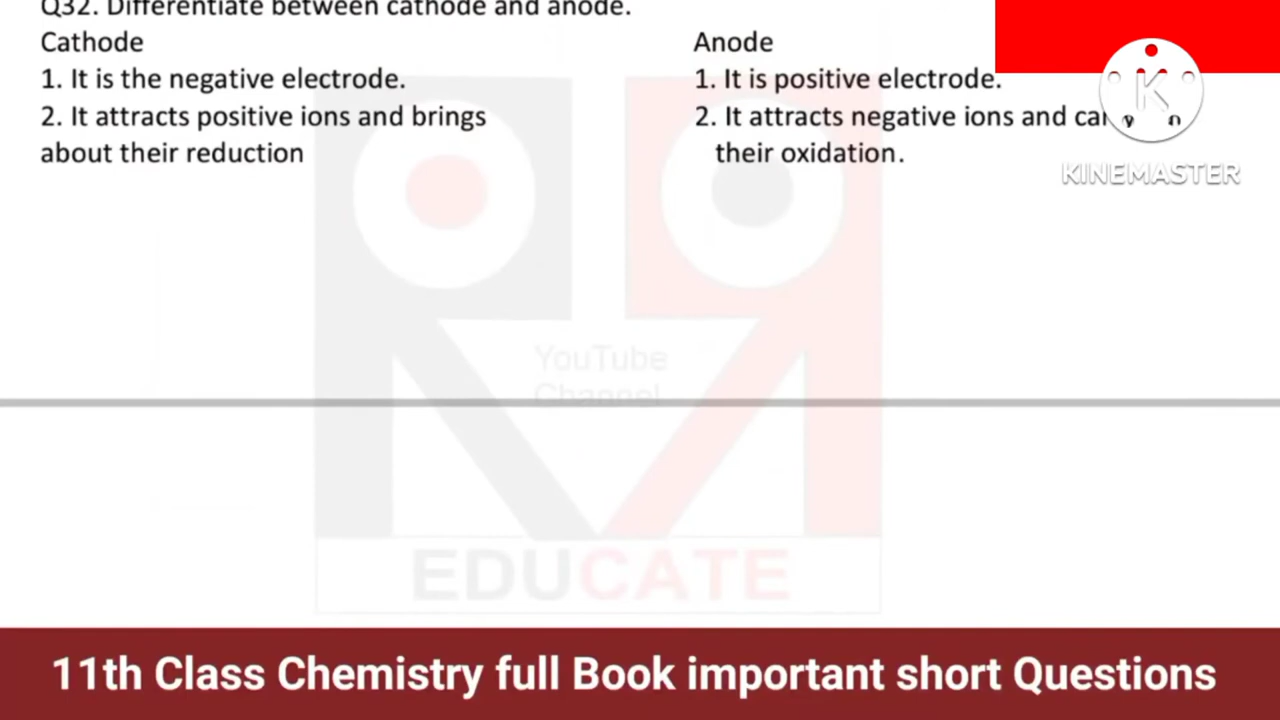 Q32. Differentiate between cathode and anode.
Cathode
1. It is the negative electrode.
2. It attracts positive ions and brings
about their reduction
Anode
1. It is positive electrode.
2. It attracts negative ions and
their oxidation.
K
KINEMASTER
YouTube
Channel
EDUCATE
11th Class Chemistry full Book important short Questions